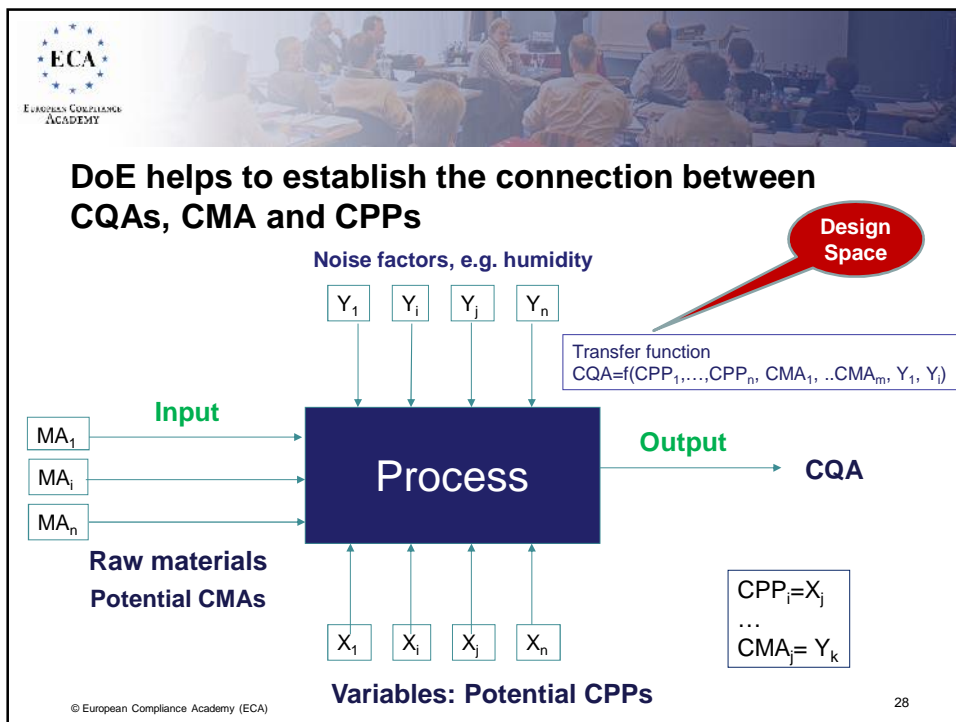 ECA
EUROPEAN COMPLIANCE
ACADEMY
DoE helps to establish the connection between
CQAs, CMA and CPPs
Design
Space
Noise factors, e.g. humidity
Y₁ Yᵢ Yⱼ Yₙ
Transfer function
CQA=f(CPP₁,…,CPPₙ, CMA₁, ..CMAₘ, Y₁, Yᵢ)
Input
MA₁
MAᵢ
MAₙ
Process
Output
CQA
Raw materials
Potential CMAs
X₁ Xᵢ Xⱼ Xₙ
Variables: Potential CPPs
CPPᵢ=Xⱼ
…
CMAⱼ= Yₖ
© European Compliance Academy (ECA)
28